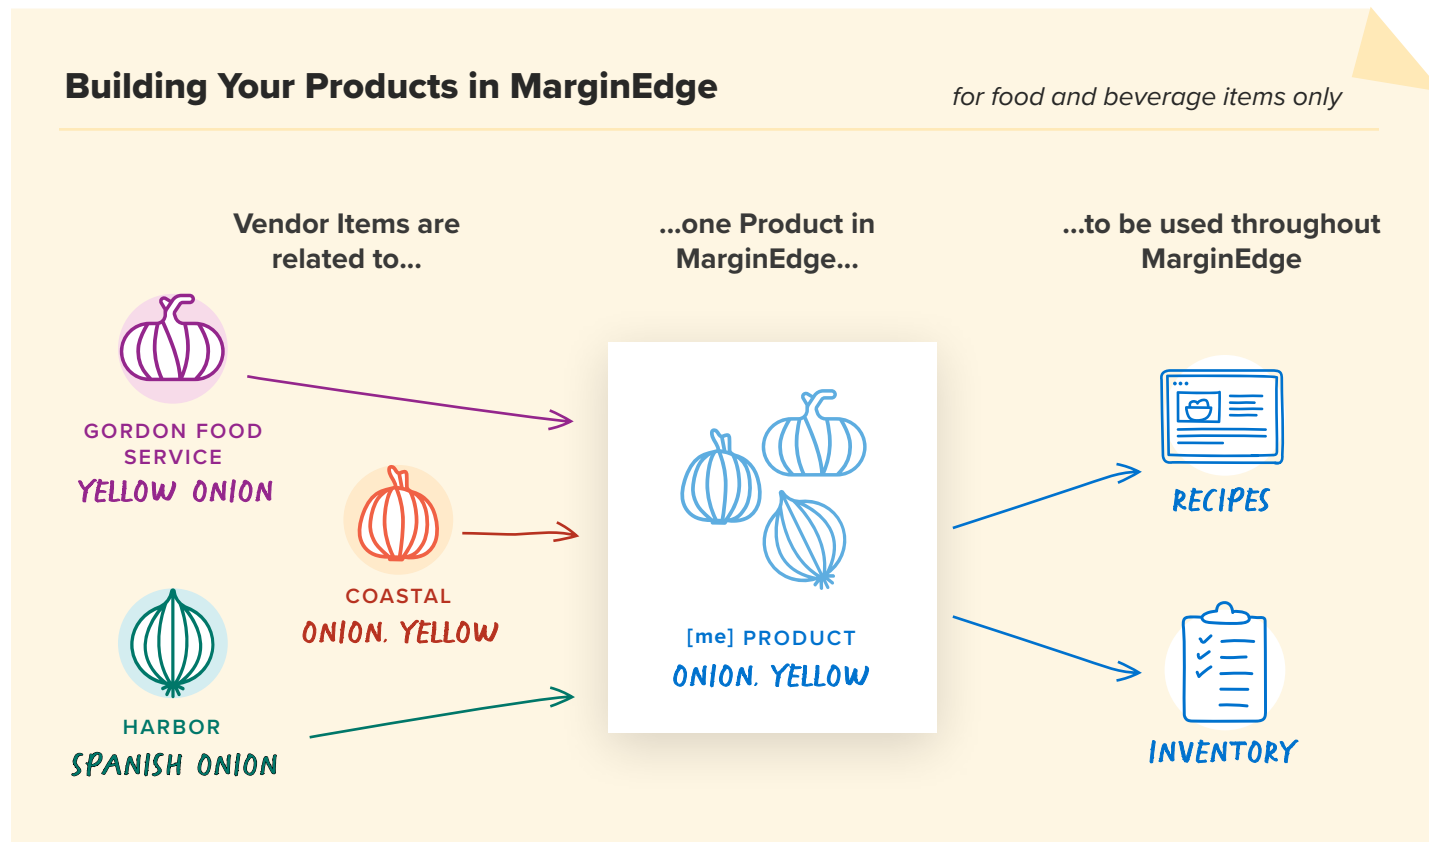 Building Your Products in MarginEdge
for food and beverage items only
Vendor Items are
related to...
...one Product in
MarginEdge...
...to be used throughout
MarginEdge
GORDON FOOD
SERVICE
YELLOW ONION
COASTAL
ONION. YELLOW
HARBOR
SPANISH ONION
[me] PRODUCT
ONION. YELLOW
RECIPES
INVENTORY